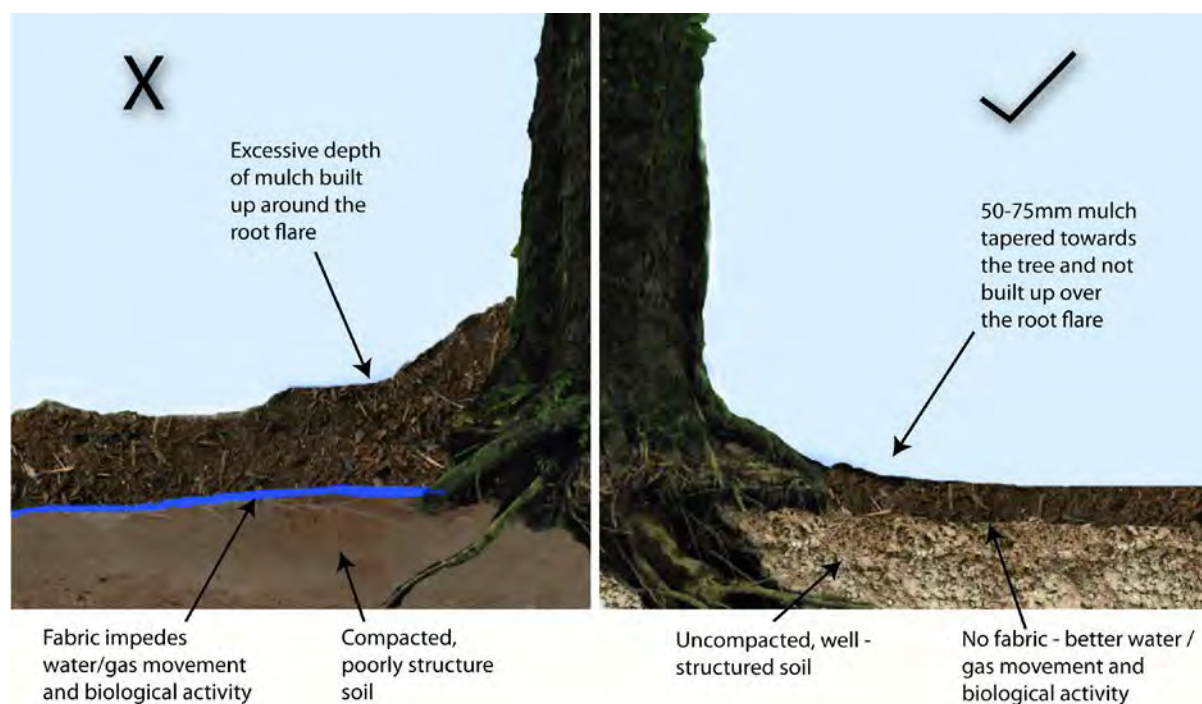 X
Excessive depth
of mulch built
up around the
root flare
Fabric impedes
water/gas movement
and biological activity
Compacted,
poorly structure
soil
50-75mm mulch
tapered towards
the tree and not
built up over
the root flare
Uncompacted, well -
structured soil
No fabric - better water /
gas movement and
biological activity